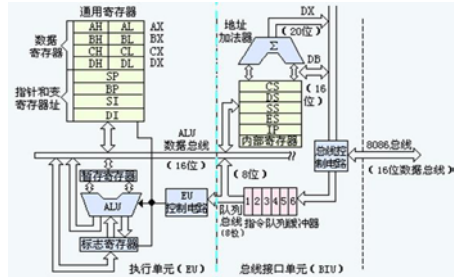 通用寄存器
数据
寄存器
AH AL AX
BH BL BX
CH CL CX
DH DL DX
指针和变
寄存器址
SP
BP
SI
DI
地址
加法器
Σ
DX
(20位)
DB
(16
位)
CS
DS
SS
ES
IP
内部寄存器
ALU
数据总线
(16位)
(8位)
总线控
制电路
8086总线
(16位数据总线)
暂存寄存器
ALU
标志寄存器
EU
控制电路
队列
总线
(8位)
1 2 3 4 5 6
指令队列缓冲器
执行单元(EU)
总线接口单元(BIU)